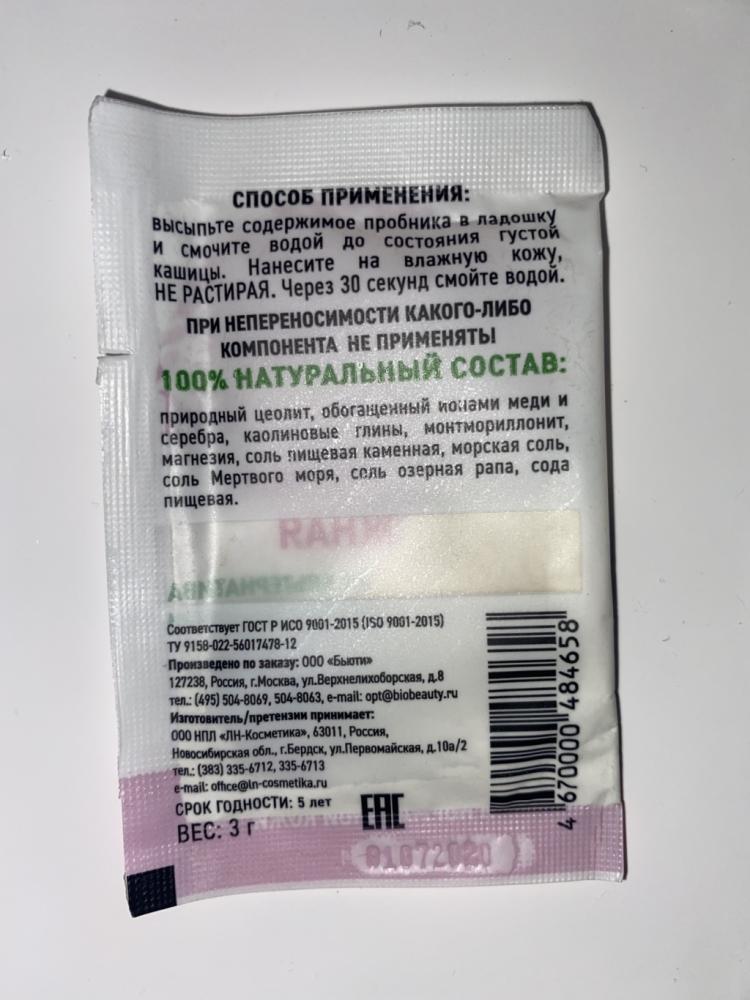 СПОСОБ ПРИМЕНЕНИЯ:
высыпьте содержимое пробника в ладошку
и смочите водой до состояния густой
кашицы. Нанесите на влажную кожу,
НЕ РАСТИРАЯ. Через 30 секунд смойте водой.
ПРИ НЕПЕРЕНОСИМОСТИ КАКОГО-ЛИБО
КОМПОНЕНТА НЕ ПРИМЕНЯТЫ
100% НАТУРАЛЬНЫЙ СОСТАВ:
природный цеолит, обогащенный ионами меди и
серебра, каолиновые глины, монтмориллонит,
магнезия, соль пищевая каменная, морская соль,
соль Мертвого моря, соль озерная рапа, сода
пищевая.
Соответствует ГОСТ Р ИСО 9001-2015 (ISO 9001-2015)
ТУ 9158-022-56017478-12
Произведено по заказу: ООО «Бьюти»
127238, Россия, г.Москва, ул.Верхнелихоборская, д.8
тел.: (495) 504-8069, 504-8063, e-mail: opt@biobeauty.ru
Изготовитель/претензии принимает:
ООО НПЛ «ЛН-Косметика», 63011, Россия,
Новосибирская обл., г.Бердск, ул.Первомайская, д.10а/2
тел.: (383) 335-6712, 335-6713
e-mail: office@ln-cosmetika.ru
СРОК ГОДНОСТИ: 5 лет
ВЕС: 3 г
EAC
01072020
4 670000 484658